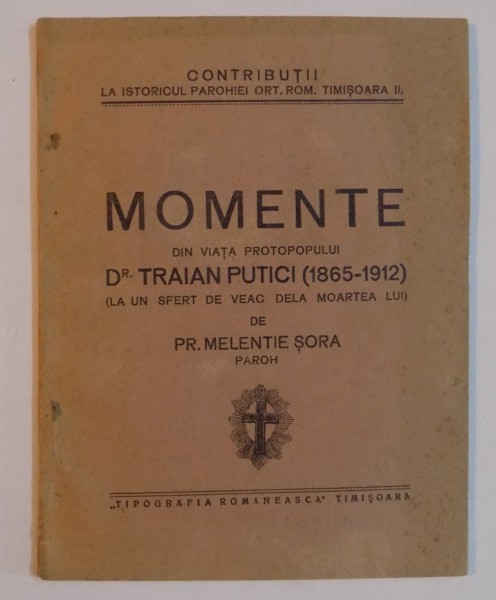 CONTRIBUȚII
LA ISTORICUL PAROHIEI ORT. ROM. TIMIȘOARA II.
MOMENTE
DIN VIAȚA PROTOPOPULUI
DR. TRAIAN PUTICI (1865-1912)
(LA UN SFERT DE VEAC DELA MOARTEA LUI)
DE
PR. MELENTIE ȘORA
PAROH
„TIPOGRAFIA ROMANEASCA" TIMIȘOARA